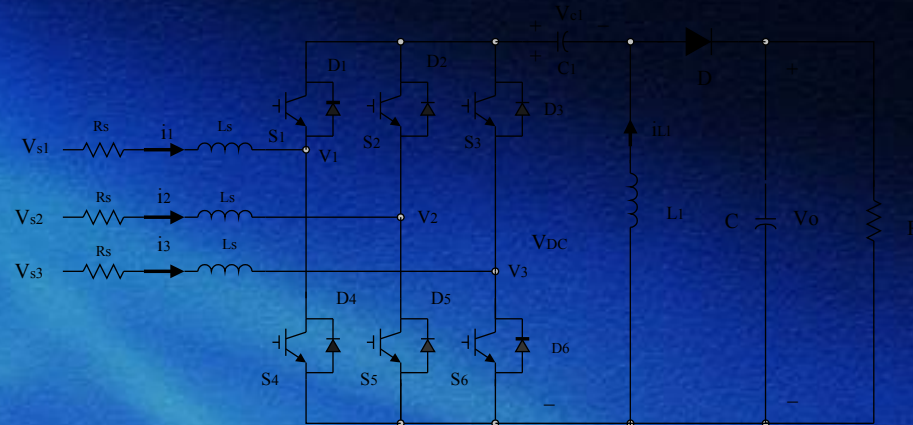 + Vc1 −
+ C1
D1 D2 D3 D
S1 S2 S3
Vs1 Rs i1 Ls V1
Vs2 Rs i2 Ls V2
Vs3 Rs i3 Ls V3
VDC
iL1
L1
+
C Vo
−
D4 D5 D6
S4 S5 S6
−